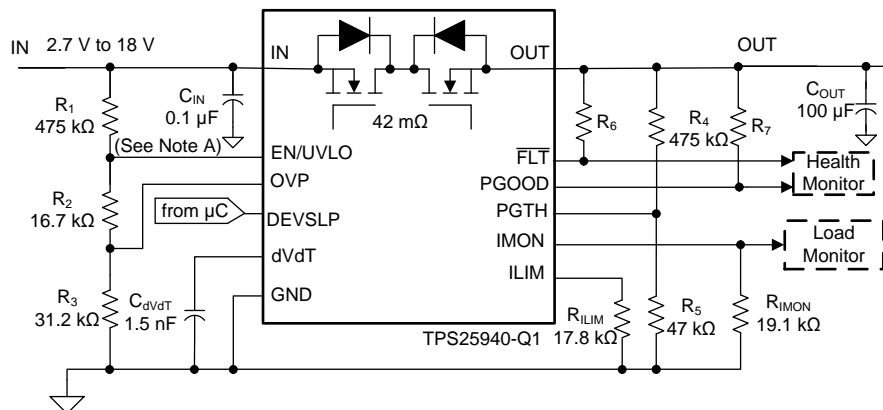 IN 2.7 V to 18 V
IN
OUT
OUT
R1
475 kΩ
CIN
0.1 µF
42 mΩ
R6
R4
475 kΩ
R7
COUT
100 µF
(See Note A)
EN/UVLO
FLT
Health
Monitor
R2
16.7 kΩ
OVP
PGOOD
from µC
DEVSLP
PGTH
dVdT
IMON
Load
Monitor
GND
ILIM
R3
31.2 kΩ
CdVdT
1.5 nF
RILIM
17.8 kΩ
R5
47 kΩ
RIMON
19.1 kΩ
TPS25940-Q1